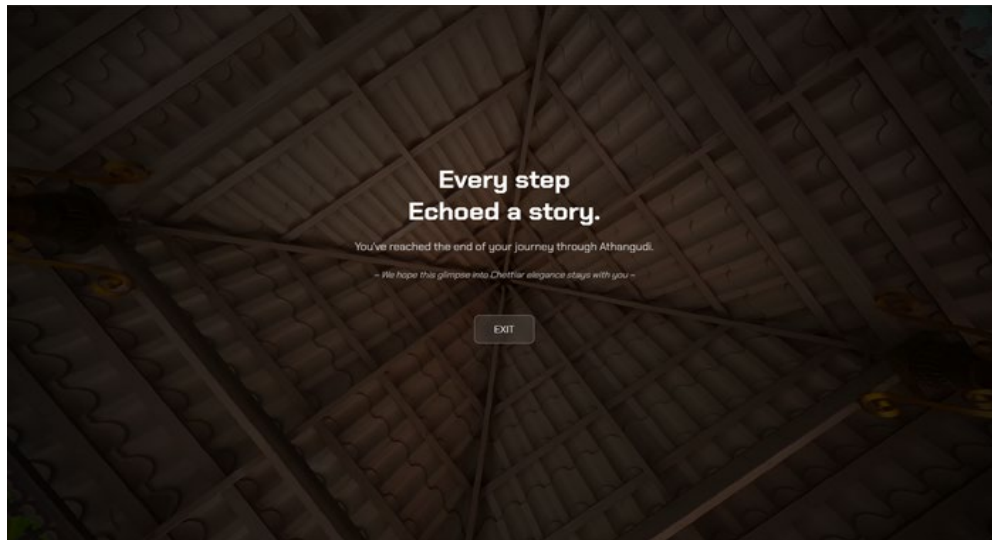 Every step
Echoed a story.
You've reached the end of your journey through Athangudi.
~ We hope this glimpse into Chettiar elegance stays with you ~
EXIT